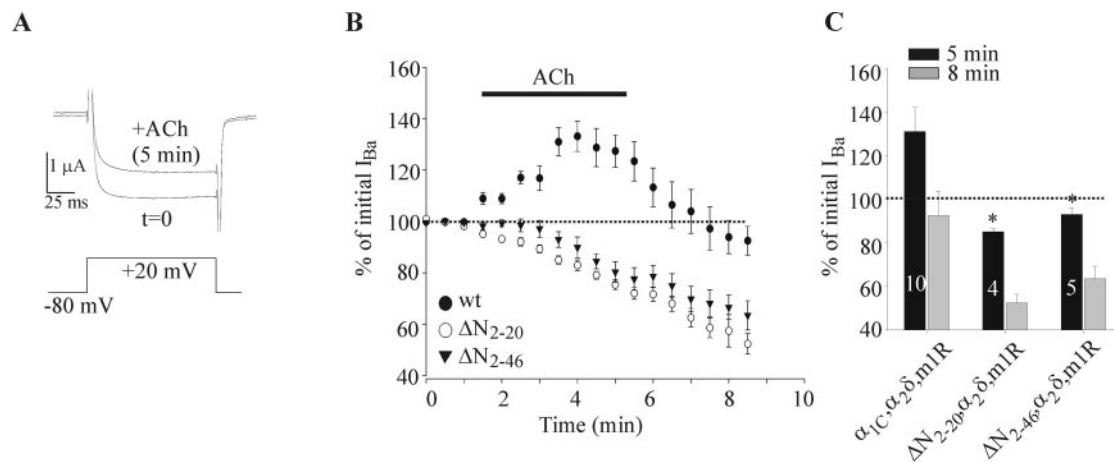 A
+ACh
(5 min)
1 μA
25 ms
t=0
+20 mV
-80 mV
B
ACh
% of initial I_Ba
160
140
120
100
80
60
40
wt
ΔN₂₋₂₀
ΔN₂₋₄₆
0
2
4
6
8
10
Time (min)
C
5 min
8 min
% of initial I_Ba
160
140
120
100
80
60
40
*
*
10
4
5
α₁C,α₂δ,m1R
ΔN₂₋₂₀,α₂δ,m1R
ΔN₂₋₄₆,α₂δ,m1R